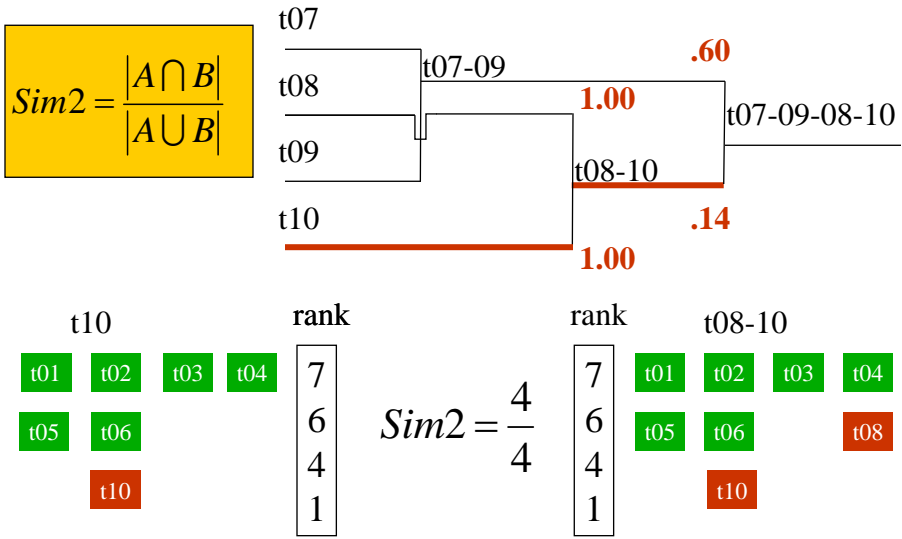 t07
.60
Sim2 = |A ∩ B| / |A ∪ B|
t07-09
t08
1.00
t07-09-08-10
t09
t08-10
t10
.14
1.00
t10
rank
rank
t08-10
t01 t02 t03 t04
7
7
t01 t02 t03 t04
t05 t06
6
Sim2 = 4/4
6
t05 t06 t08
4
4
t10
1
1
t10